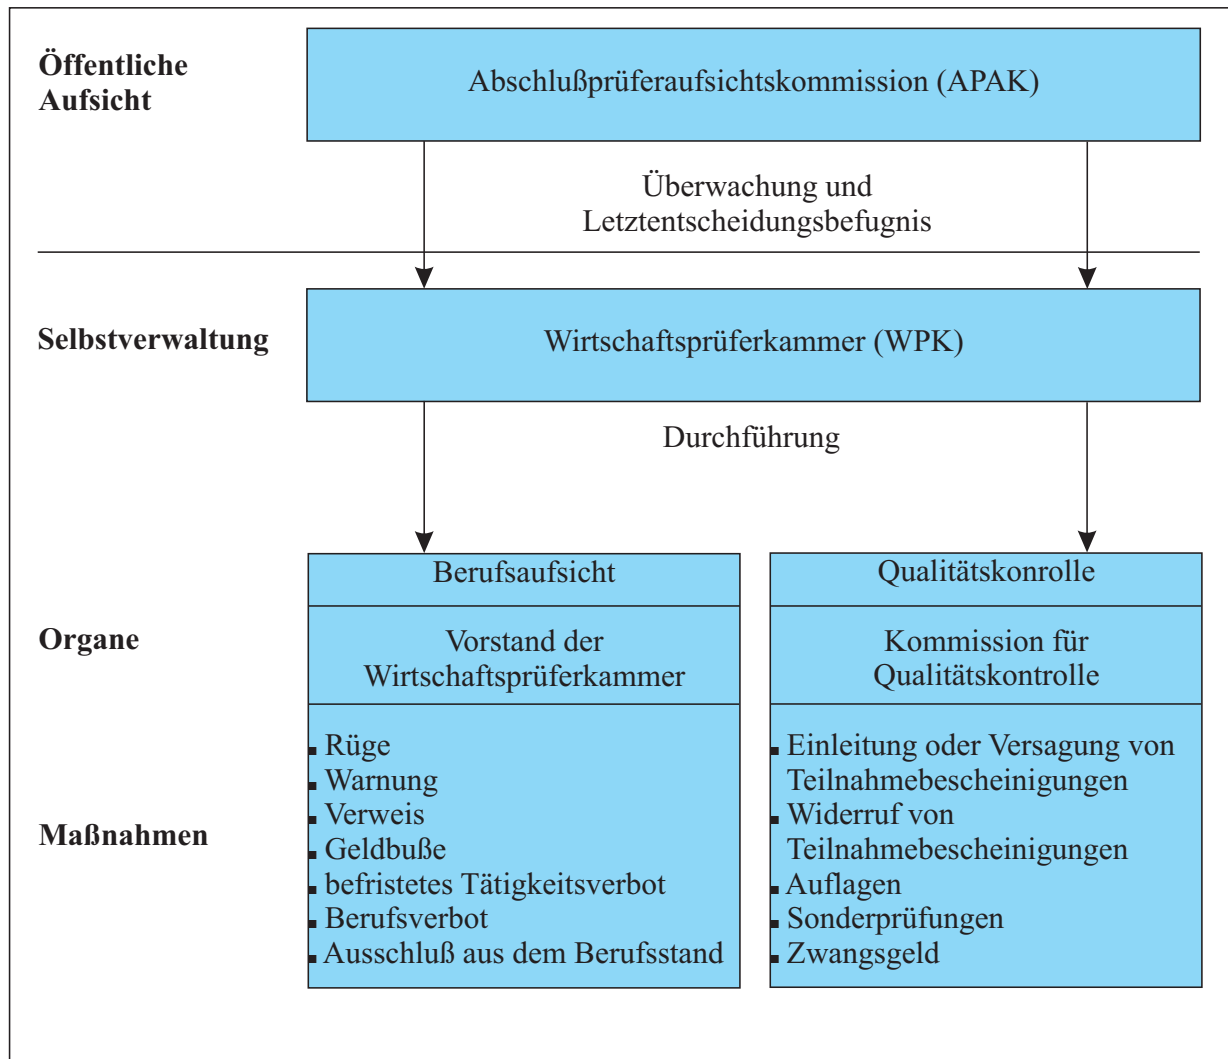 Öffentliche
Aufsicht
Abschlußprüferaufsichtskommission (APAK)
Überwachung und
Letztentscheidungsbefugnis
Selbstverwaltung
Wirtschaftsprüferkammer (WPK)
Durchführung
Berufsaufsicht
Qualitätskonrolle
Organe
Vorstand der
Wirtschaftsprüferkammer
Kommission für
Qualitätskontrolle
Maßnahmen
▪ Rüge
▪ Warnung
▪ Verweis
▪ Geldbuße
▪ befristetes Tätigkeitsverbot
▪ Berufsverbot
▪ Ausschluß aus dem Berufsstand
▪ Einleitung oder Versagung von
Teilnahmebescheinigungen
▪ Widerruf von
Teilnahmebescheinigungen
▪ Auflagen
▪ Sonderprüfungen
▪ Zwangsgeld